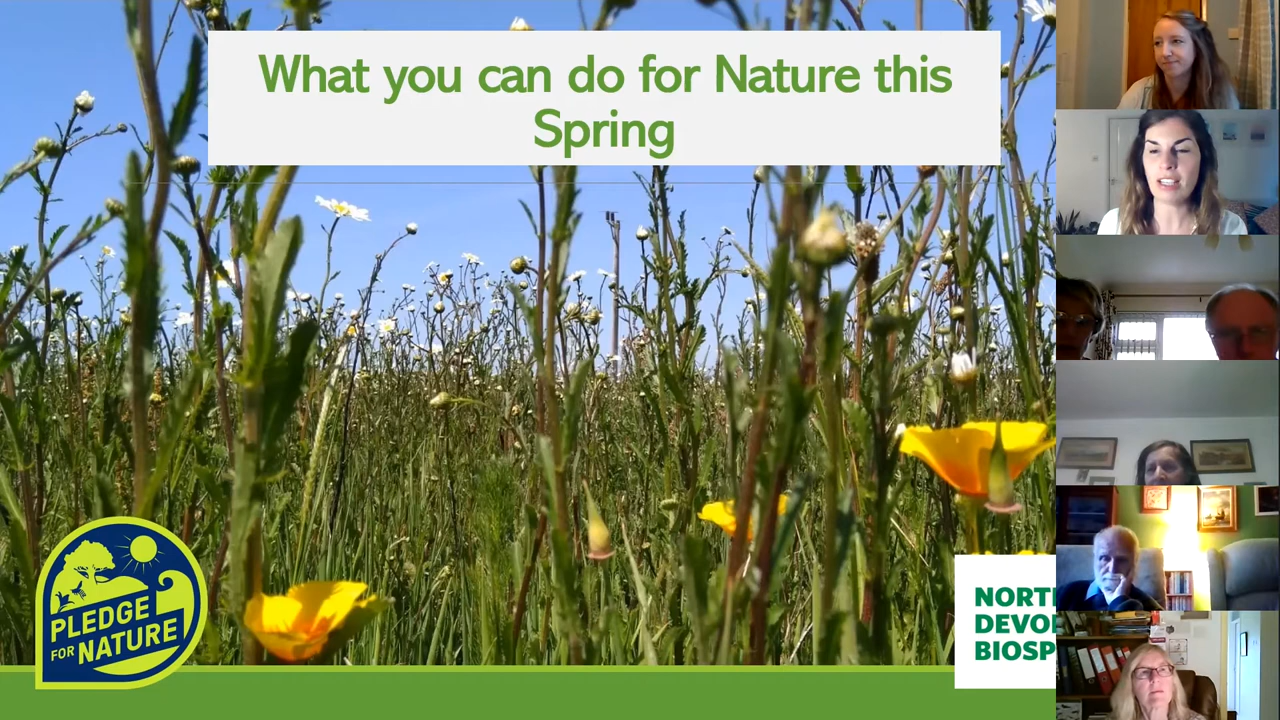 What you can do for Nature this
Spring
PLEDGE
FOR NATURE
NORT
DEVO
BIOSP